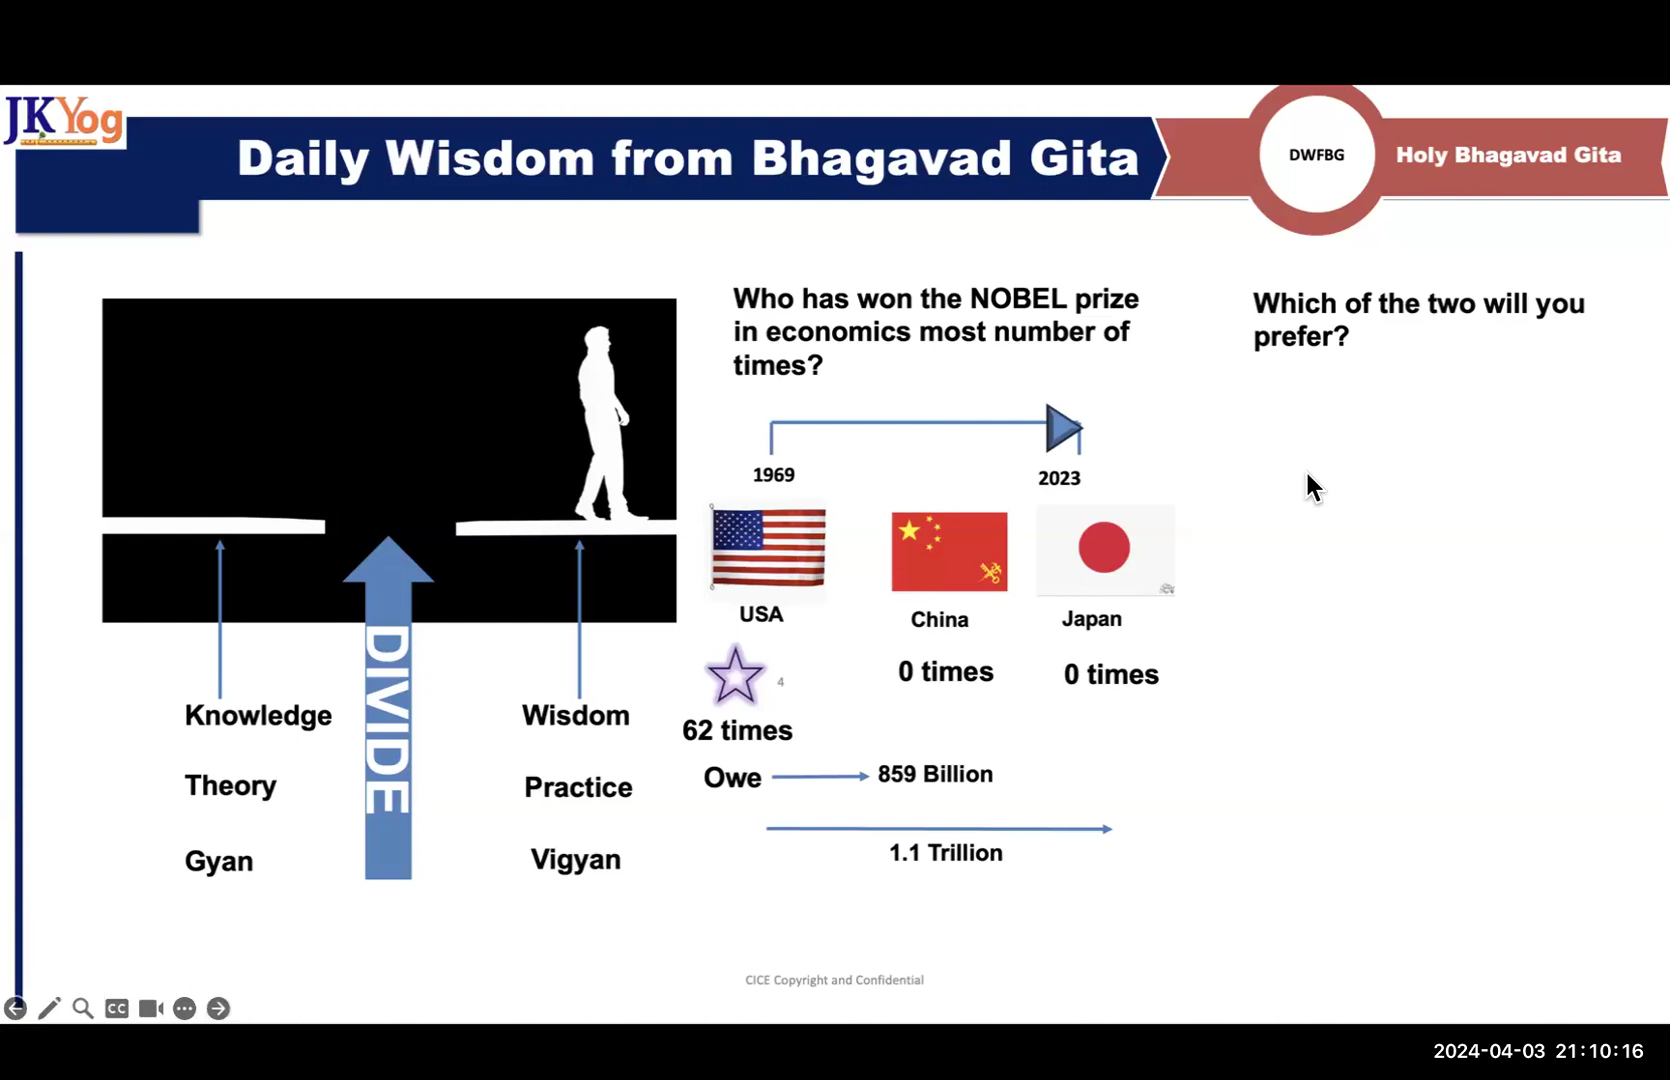 JKYog
Daily Wisdom from Bhagavad Gita
DWFBG
Holy Bhagavad Gita
DIVIDE
Knowledge
Wisdom
Theory
Practice
Gyan
Vigyan
Who has won the NOBEL prize
in economics most number of
times?
1969
2023
USA
China
Japan
4
62 times
0 times
0 times
Owe
859 Billion
1.1 Trillion
Which of the two will you
prefer?
CICE Copyright and Confidential
CC
2024-04-03 21:10:16